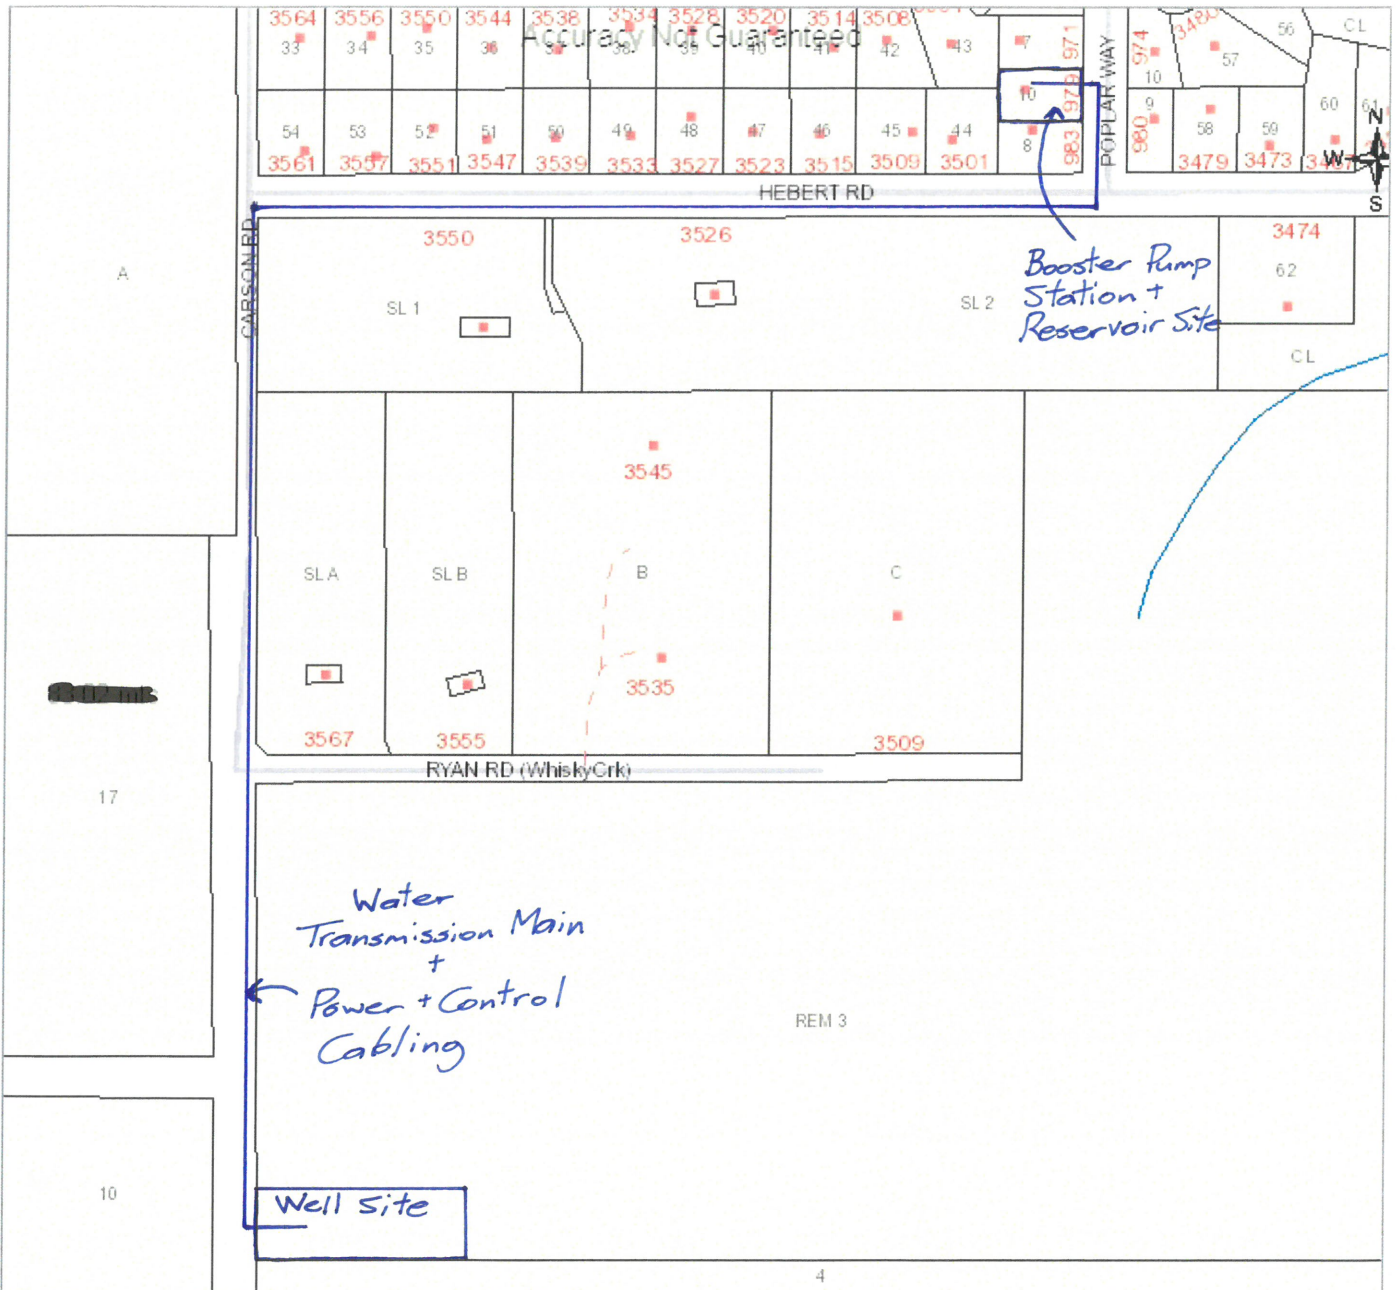 3564 3556 3550 3544 3538 3534 3528 3520 3514 3508
Accuracy Not Guaranteed
33 34 35 36 38 39 40 41 42 43 7 971
974 3480 56 CL
57
10
10 979
POPLAR WAY
54 53 52 51 50 49 48 47 46 45 44 8 983
9 980 58 59 60 61
3561 3557 3551 3547 3539 3533 3527 3523 3515 3509 3501
3479 3473 3467
N
W
S
HEBERT RD
CARSON RD
A
3550 3526 3474
SL 1 SL 2 62
Booster Pump
Station +
Reservoir Site
CL
3545
SL A SL B B C
3535
3567 3555 3509
RYAN RD (WhiskyCrk)
17
Water
Transmission Main
+
Power + Control
Cabling
REM 3
10
Well Site
4